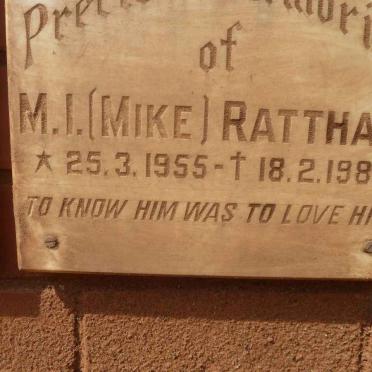 of
M.I. (MIKE) RATTHA
★ 25.3.1955 - † 18.2.198
TO KNOW HIM WAS TO LOVE HI